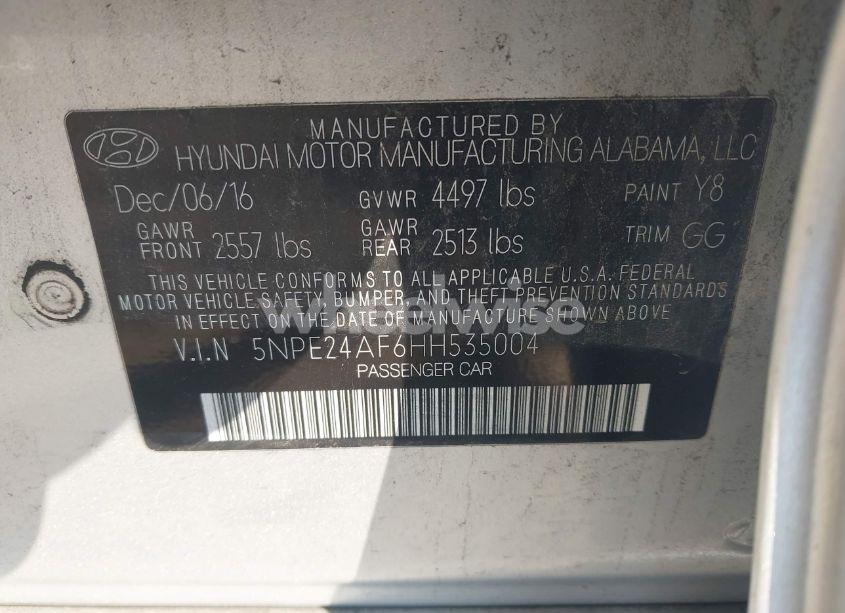 MANUFACTURED BY
HYUNDAI MOTOR MANUFACTURING ALABAMA, LLC
Dec/06/16 GVWR 4497 lbs PAINT Y8
GAWR FRONT 2557 lbs GAWR REAR 2513 lbs TRIM GG
THIS VEHICLE CONFORMS TO ALL APPLICABLE U.S.A. FEDERAL
MOTOR VEHICLE SAFETY, BUMPER, AND THEFT PREVENTION STANDARDS
IN EFFECT ON THE DATE OF MANUFACTURE SHOWN ABOVE
wheelwise
V.I.N 5NPE24AF6HH535004
PASSENGER CAR